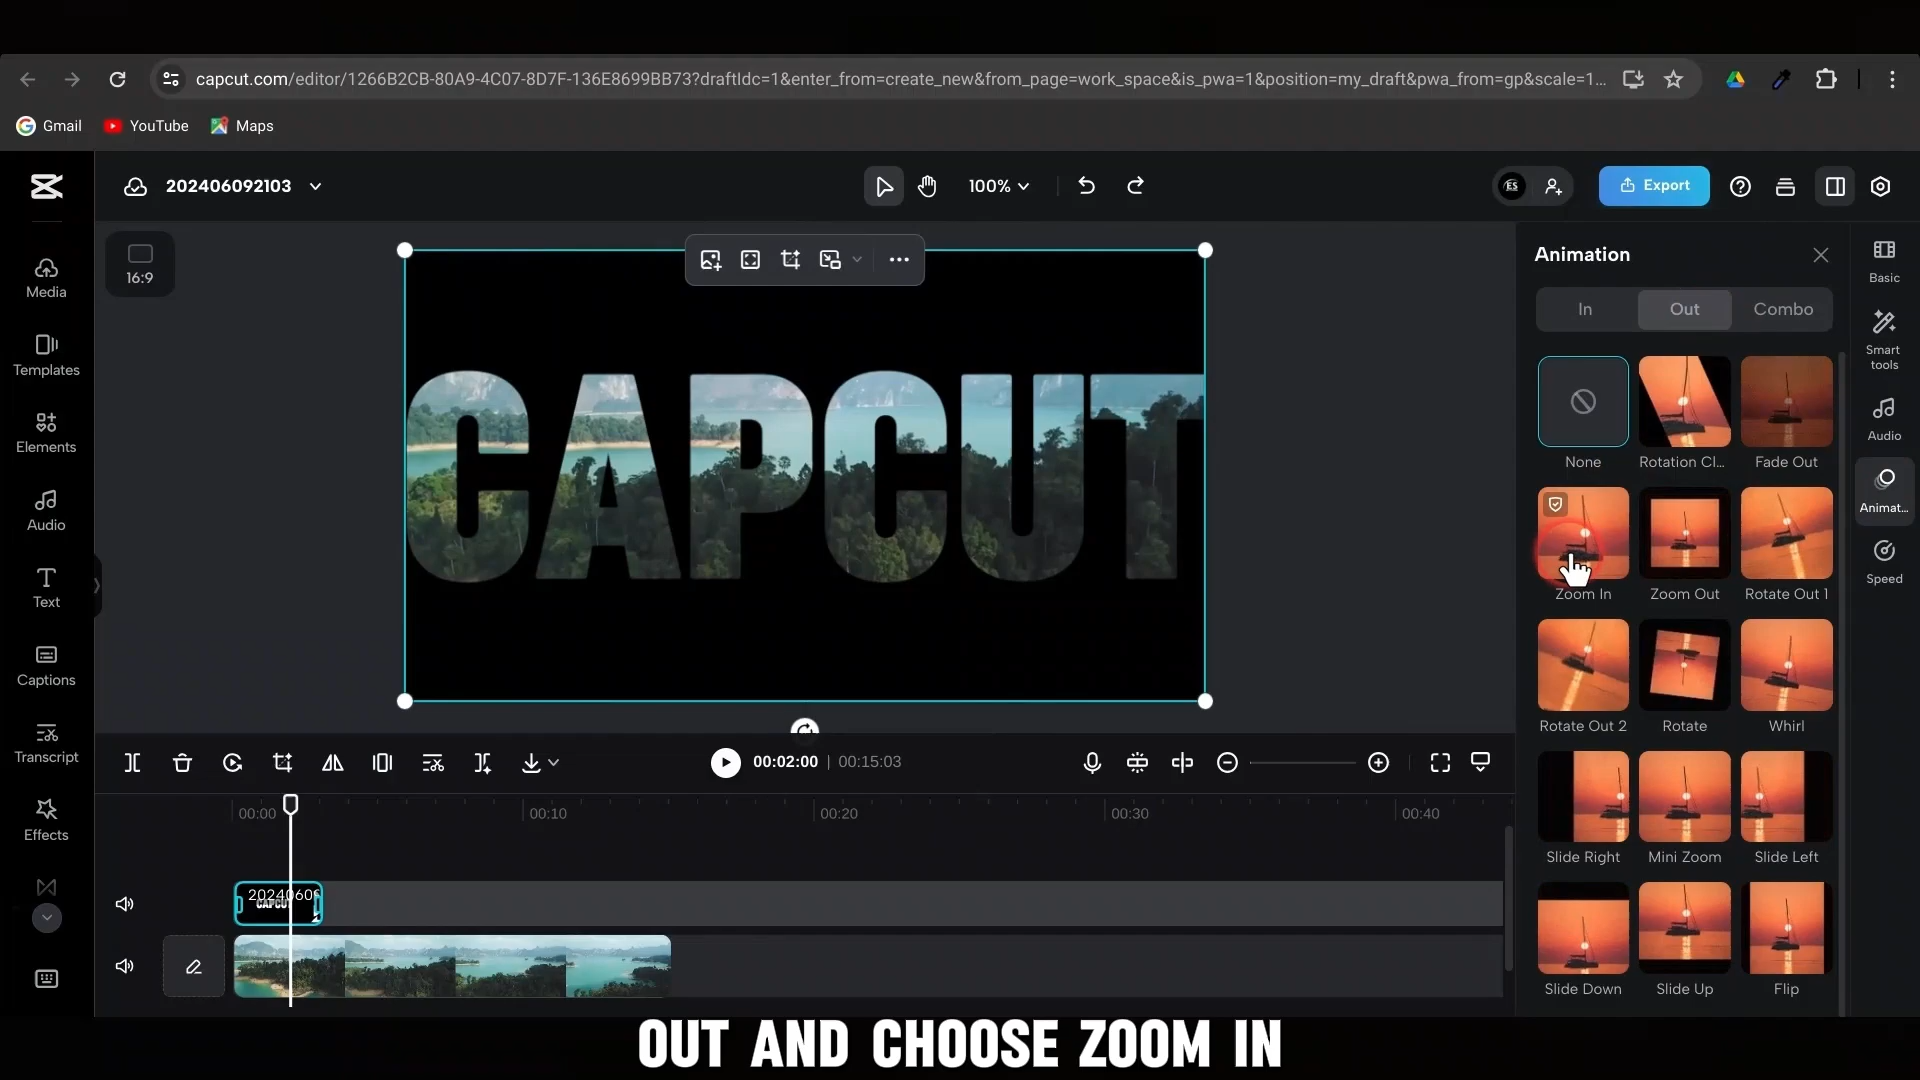 capcut.com/editor/1266B2CB-80A9-4C07-8D7F-136E8699BB73?draftIdc=1&enter_from=create_new&from_page=work_space&is_pwa=1&position=my_draft&pwa_from=gp&scale=1...
Gmail YouTube Maps
202406092103
100%
ES
Export
16:9
Media
Templates
Elements
Audio
Text
Captions
Transcript
Effects
CAPCUT
Animation
In Out Combo
None Rotation Cl... Fade Out
Zoom In Zoom Out Rotate Out 1
Rotate Out 2 Rotate Whirl
Slide Right Mini Zoom Slide Left
Slide Down Slide Up Flip
Basic
Smart
tools
Audio
Animat...
Speed
00:02:00 | 00:15:03
00:00 00:10 00:20 00:30 00:40
OUT AND CHOOSE ZOOM IN